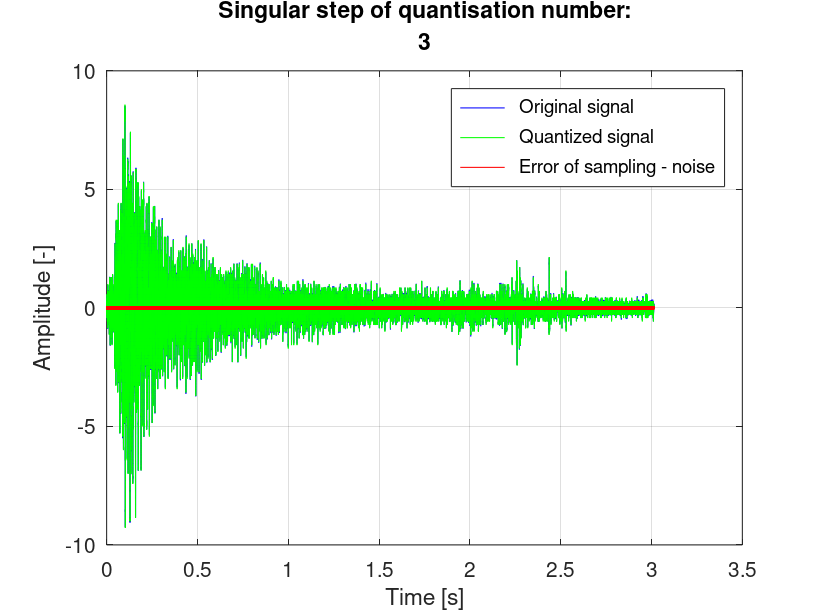 Singular step of quantisation number:
3
10
5
0
-5
-10
Amplitude [-]
Original signal
Quantized signal
Error of sampling - noise
0 0.5 1 1.5 2 2.5 3 3.5
Time [s]